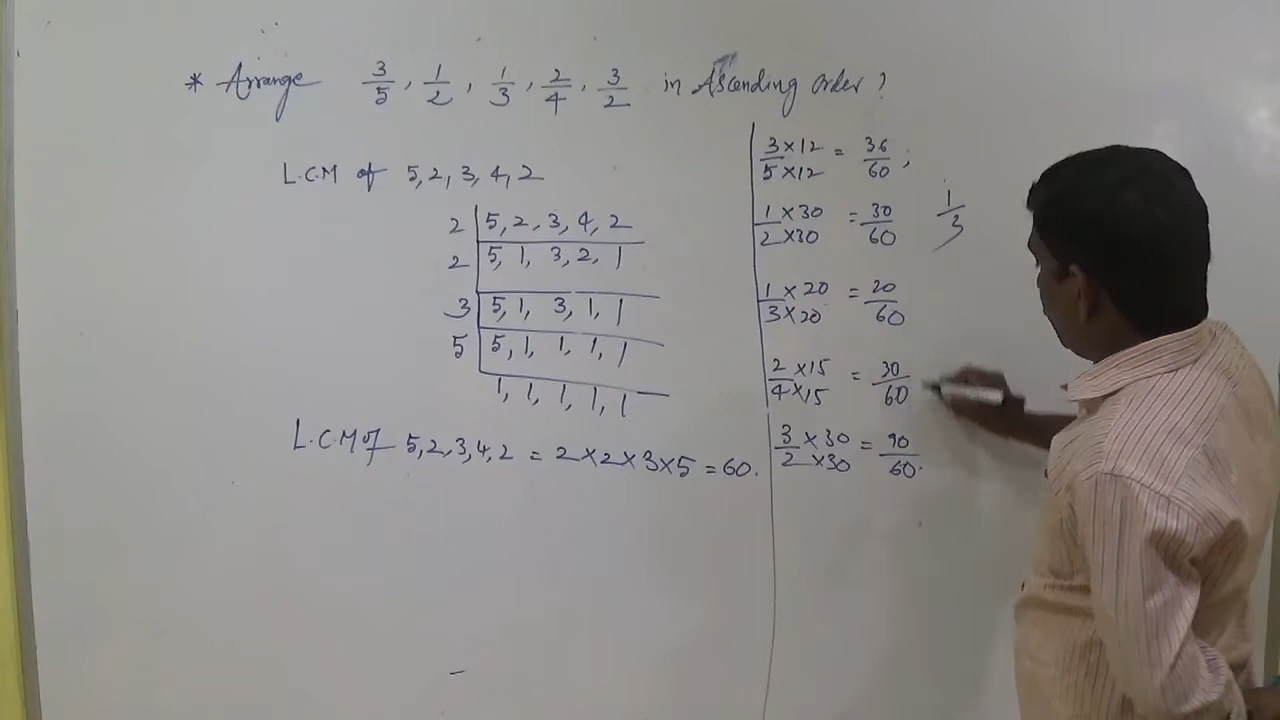 * Arrange 3/5, 1/2, 1/3, 2/4, 3/2 in Ascending order?
L.C.M of 5,2,3,4,2
2 | 5, 2, 3, 4, 2
2 | 5, 1, 3, 2, 1
3 | 5, 1, 3, 1, 1
5 | 5, 1, 1, 1, 1
1, 1, 1, 1, 1
L.C.M of 5,2,3,4,2 = 2×2×3×5 = 60.
3×12 / 5×12 = 36/60 ;
1×30 / 2×30 = 30/60
1×20 / 3×20 = 20/60
2×15 / 4×15 = 30/60
3×30 / 2×30 = 90/60.
1/3